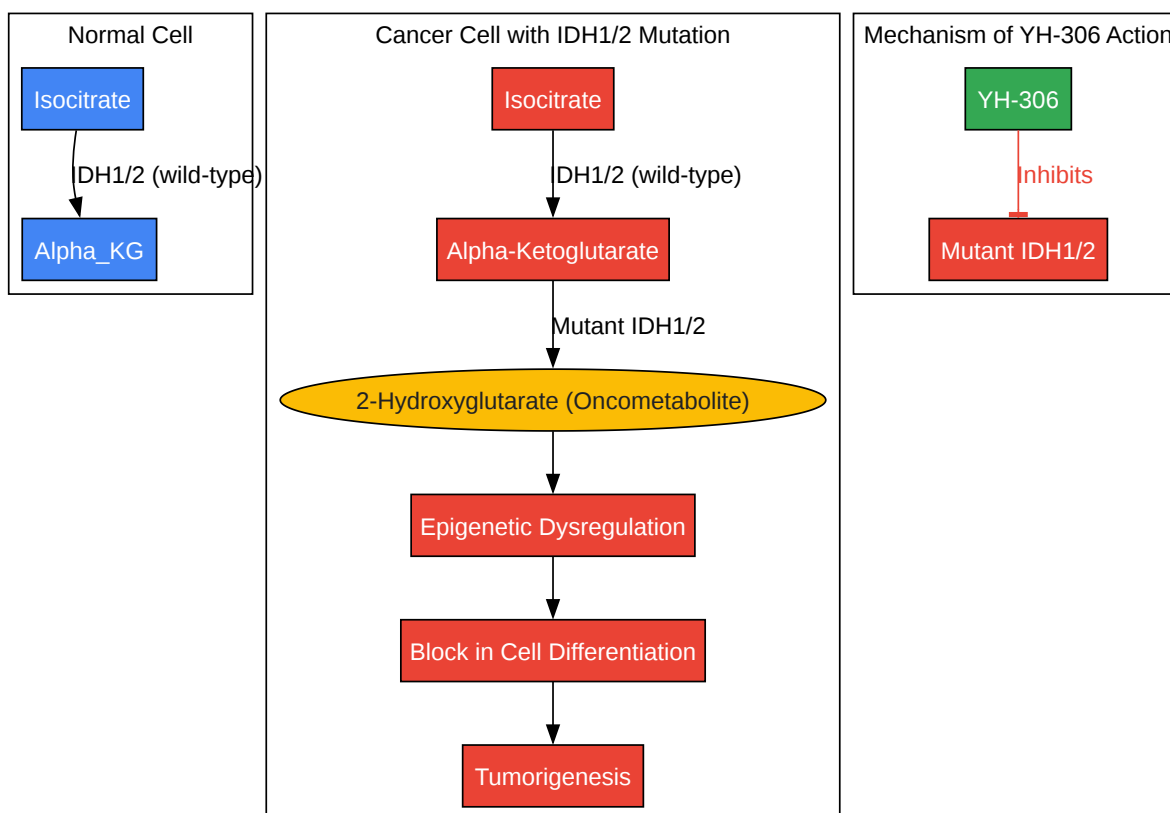 Normal Cell
Isocitrate
IDH1/2 (wild-type)
Alpha_KG
Cancer Cell with IDH1/2 Mutation
Isocitrate
IDH1/2 (wild-type)
Alpha-Ketoglutarate
Mutant IDH1/2
2-Hydroxyglutarate (Oncometabolite)
Epigenetic Dysregulation
Block in Cell Differentiation
Tumorigenesis
Mechanism of YH-306 Action
YH-306
Inhibits
Mutant IDH1/2